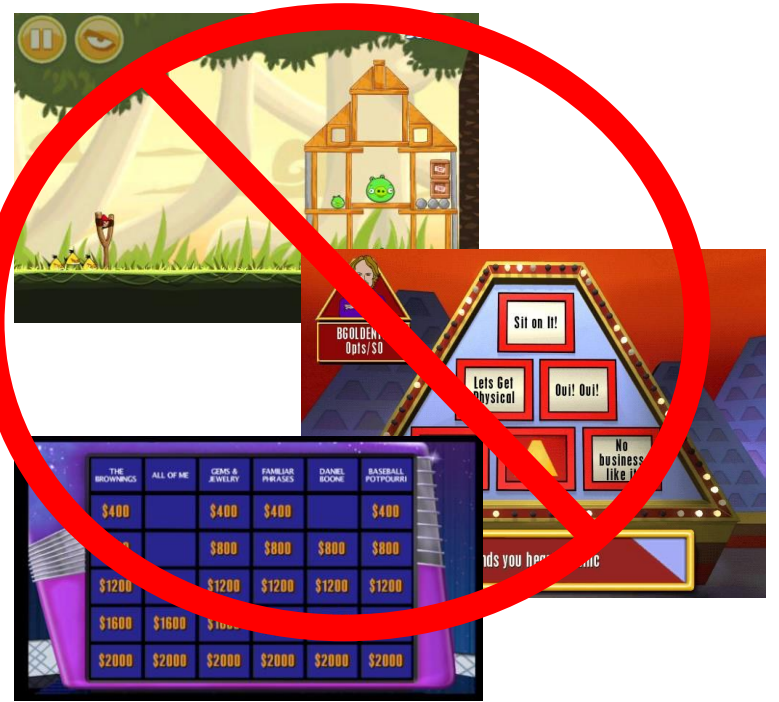 Sit on It!
BGOLDEN
0pts/$0
Lets Get
Physical
Oui! Oui!
No
business
like it
nds you
THE
BROWNINGS
ALL OF ME
GEMS &
JEWELRY
FAMILIAR
PHRASES
DANIEL
BOONE
BASEBALL
POTPOURRI
$400 $400 $400 $400
$800 $800 $800 $800
$1200 $1200 $1200 $1200 $1200
$1600 $1600
$2000 $2000 $2000 $2000 $2000 $2000